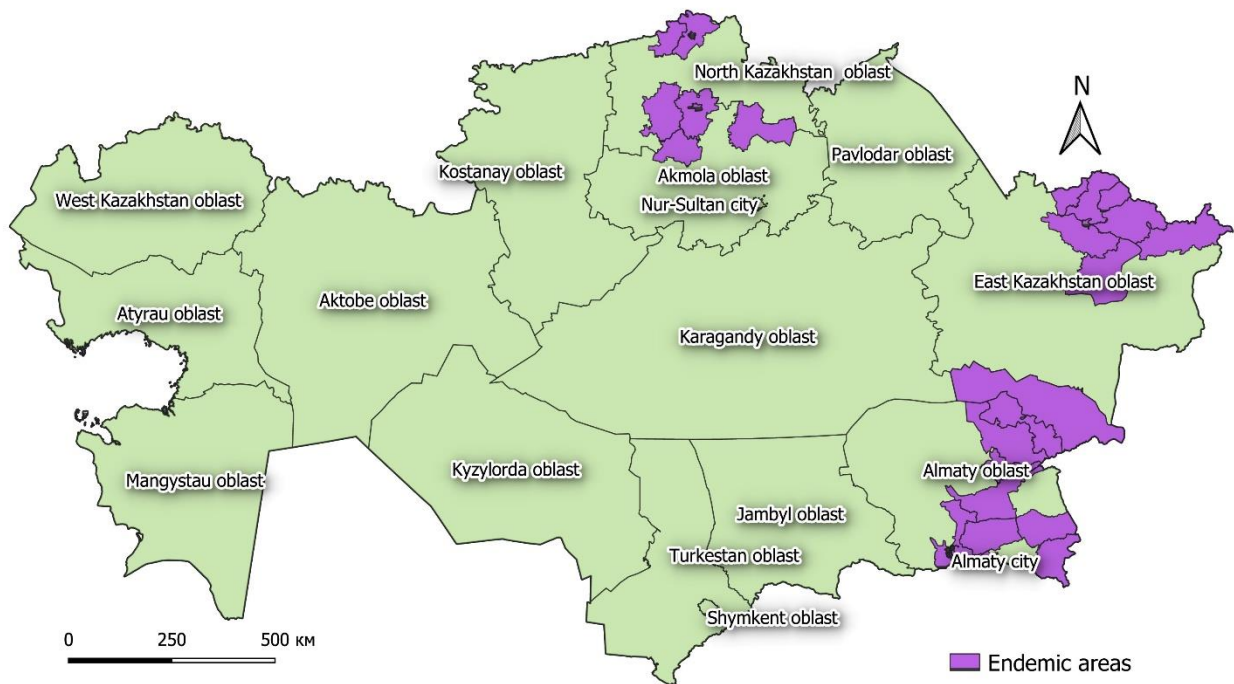 N
North Kazakhstan  oblast
Kostanay oblast
Pavlodar oblast
Akmola oblast
West Kazakhstan oblast
Nur-Sultan city
East Kazakhstan oblast
Aktobe oblast
Atyrau oblast
Karagandy oblast
Kyzylorda oblast
Almaty oblast
Mangystau oblast
Jambyl oblast
Turkestan oblast
Almaty city
Shymkent oblast
0 250 500 км
Endemic areas